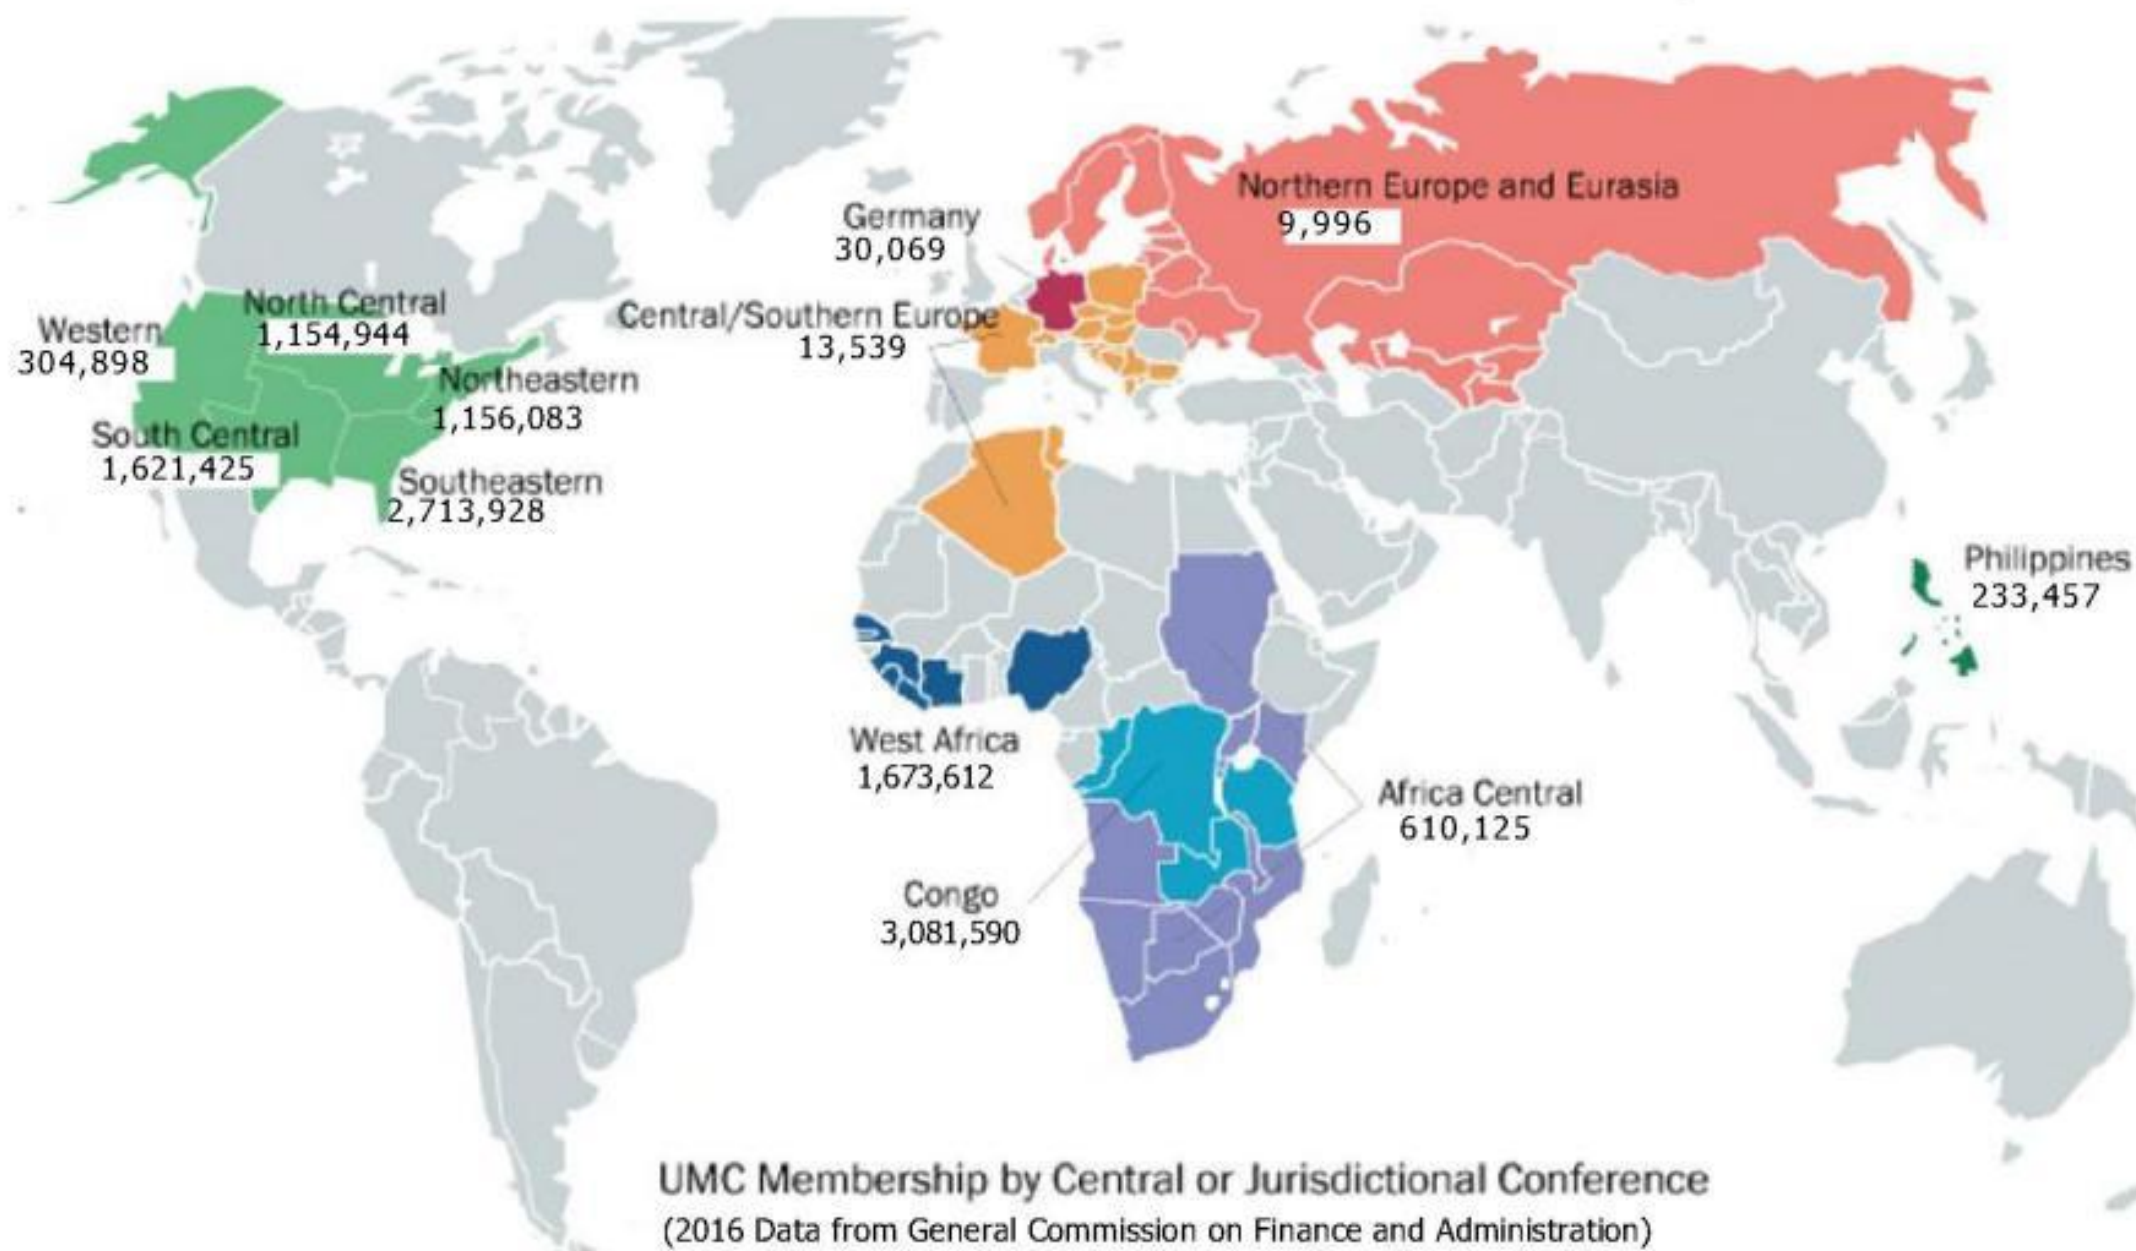 Northern Europe and Eurasia
9,996
Germany
30,069
Central/Southern Europe
13,539
North Central
1,154,944
Western
304,898
Northeastern
1,156,083
South Central
1,621,425
Southeastern
2,713,928
Philippines
233,457
West Africa
1,673,612
Africa Central
610,125
Congo
3,081,590
UMC Membership by Central or Jurisdictional Conference
(2016 Data from General Commission on Finance and Administration)